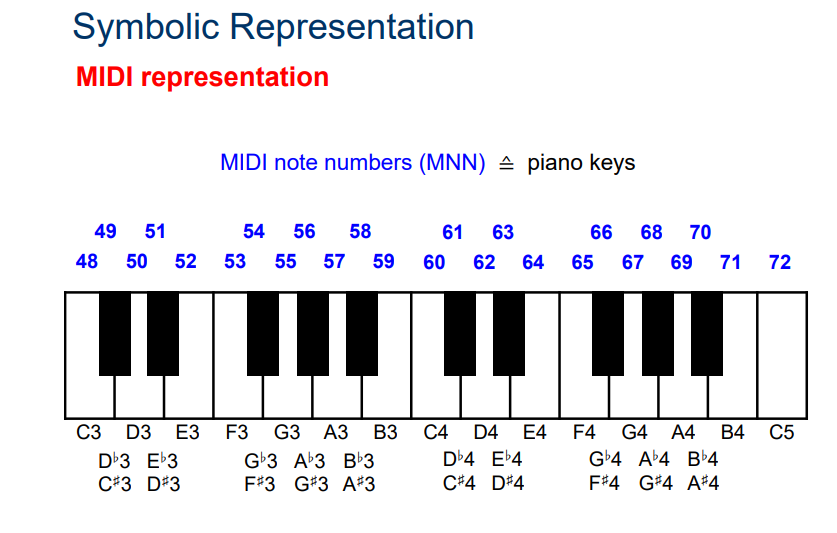 Symbolic Representation
MIDI representation
MIDI note numbers (MNN) ≙ piano keys
49 51 54 56 58 61 63 66 68 70
48 50 52 53 55 57 59 60 62 64 65 67 69 71 72
C3 D3 E3 F3 G3 A3 B3 C4 D4 E4 F4 G4 A4 B4 C5
D♭3 E♭3 G♭3 A♭3 B♭3 D♭4 E♭4 G♭4 A♭4 B♭4
C♯3 D♯3 F♯3 G♯3 A♯3 C♯4 D♯4 F♯4 G♯4 A♯4